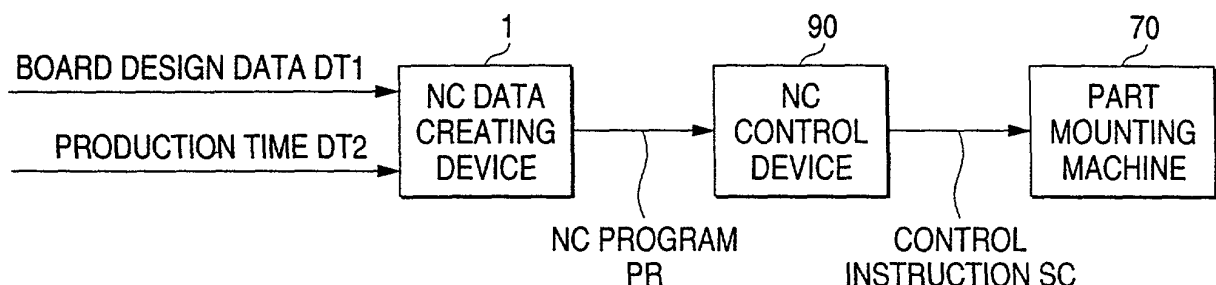 1
90
70
BOARD DESIGN DATA DT1
PRODUCTION TIME DT2
NC DATA
CREATING
DEVICE
NC
CONTROL
DEVICE
PART
MOUNTING
MACHINE
NC PROGRAM
PR
CONTROL
INSTRUCTION SC